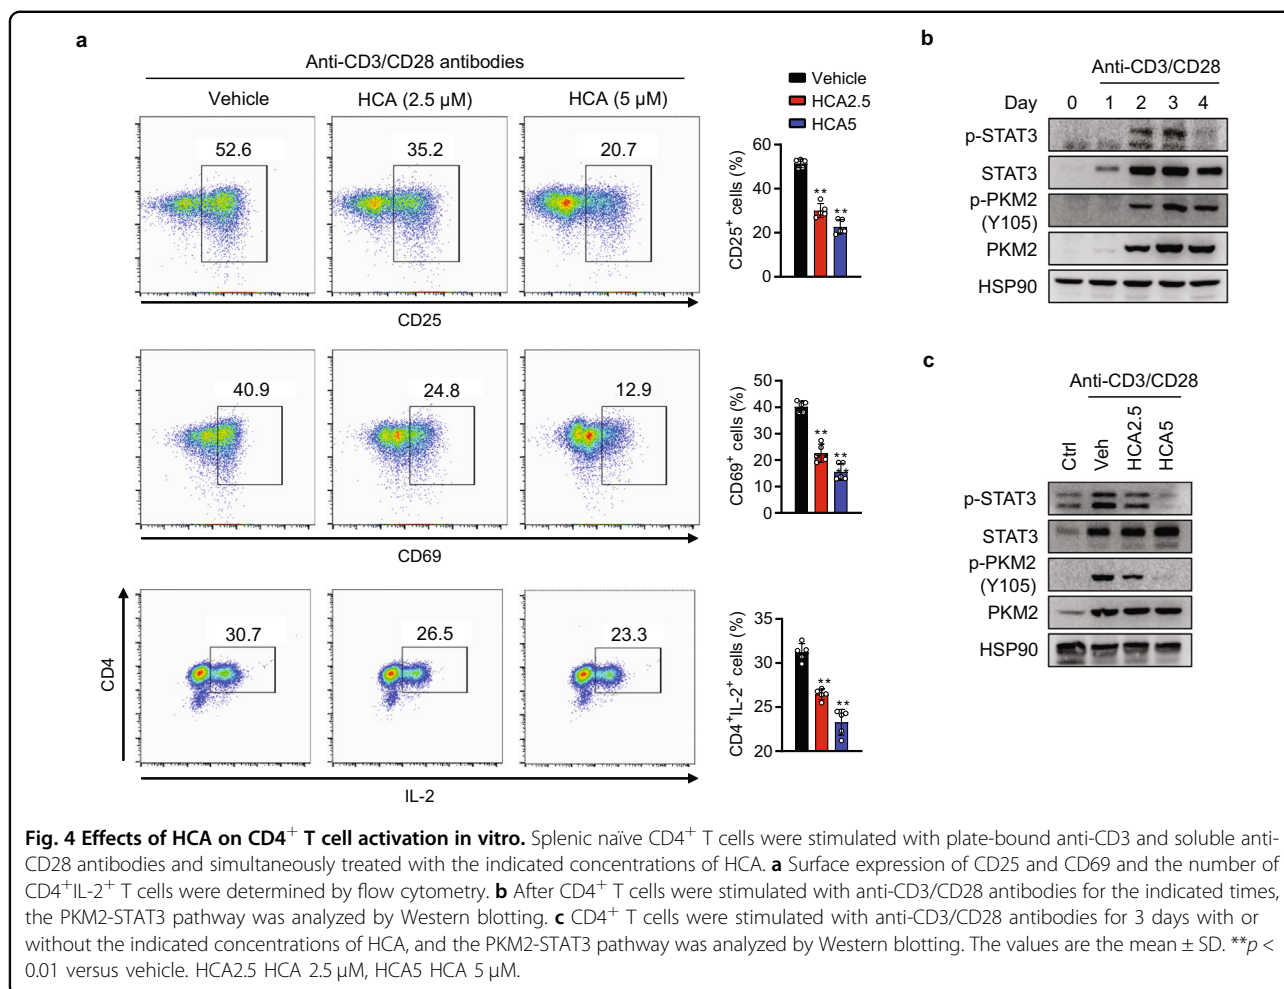 a
Anti-CD3/CD28 antibodies
Vehicle HCA (2.5 µM) HCA (5 µM)
52.6 35.2 20.7
CD25
40.9 24.8 12.9
CD69
30.7 26.5 23.3
CD4
IL-2
Vehicle
HCA2.5
HCA5
CD25⁺ cells (%)
60
40
20
0
**
**
CD69⁺ cells (%)
50
40
30
20
10
0
**
**
CD4⁺IL-2⁺ cells (%)
35
30
25
20
**
**
b
Anti-CD3/CD28
Day 0 1 2 3 4
p-STAT3
STAT3
p-PKM2
(Y105)
PKM2
HSP90
c
Anti-CD3/CD28
Ctrl Veh HCA2.5 HCA5
p-STAT3
STAT3
p-PKM2
(Y105)
PKM2
HSP90
Fig. 4 Effects of HCA on CD4⁺ T cell activation in vitro. Splenic naïve CD4⁺ T cells were stimulated with plate-bound anti-CD3 and soluble anti-
CD28 antibodies and simultaneously treated with the indicated concentrations of HCA. a Surface expression of CD25 and CD69 and the number of
CD4⁺IL-2⁺ T cells were determined by flow cytometry. b After CD4⁺ T cells were stimulated with anti-CD3/CD28 antibodies for the indicated times,
the PKM2-STAT3 pathway was analyzed by Western blotting. c CD4⁺ T cells were stimulated with anti-CD3/CD28 antibodies for 3 days with or
without the indicated concentrations of HCA, and the PKM2-STAT3 pathway was analyzed by Western blotting. The values are the mean ± SD. **p <
0.01 versus vehicle. HCA2.5 HCA 2.5 µM, HCA5 HCA 5 µM.